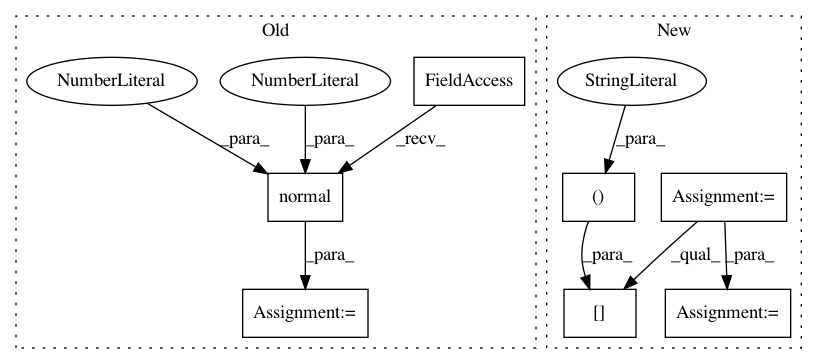 Old
New
NumberLiteral
NumberLiteral
FieldAccess
StringLiteral
_para_
_para_
_recv_
_para_
normal
()
Assignment:=
_para_
_para_
_qual_
_para_
Assignment:=
[]
Assignment:=